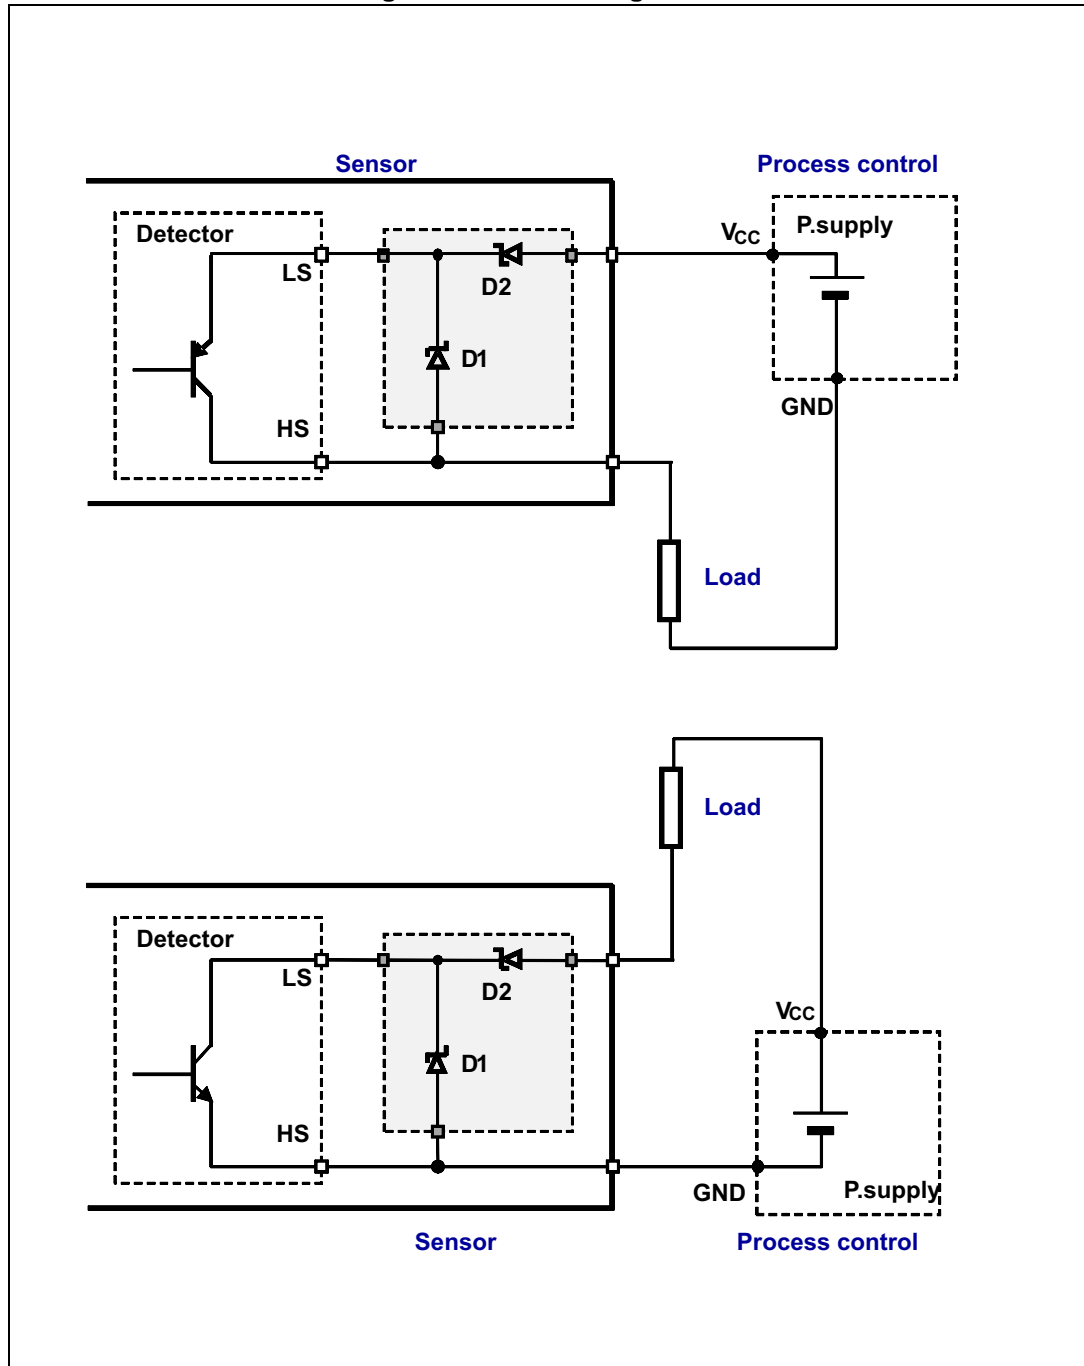 Sensor
Process control
Detector
LS
D2
D1
HS
VCC
P.supply
GND
Load
Load
Detector
LS
D2
D1
HS
VCC
GND
P.supply
Sensor
Process control